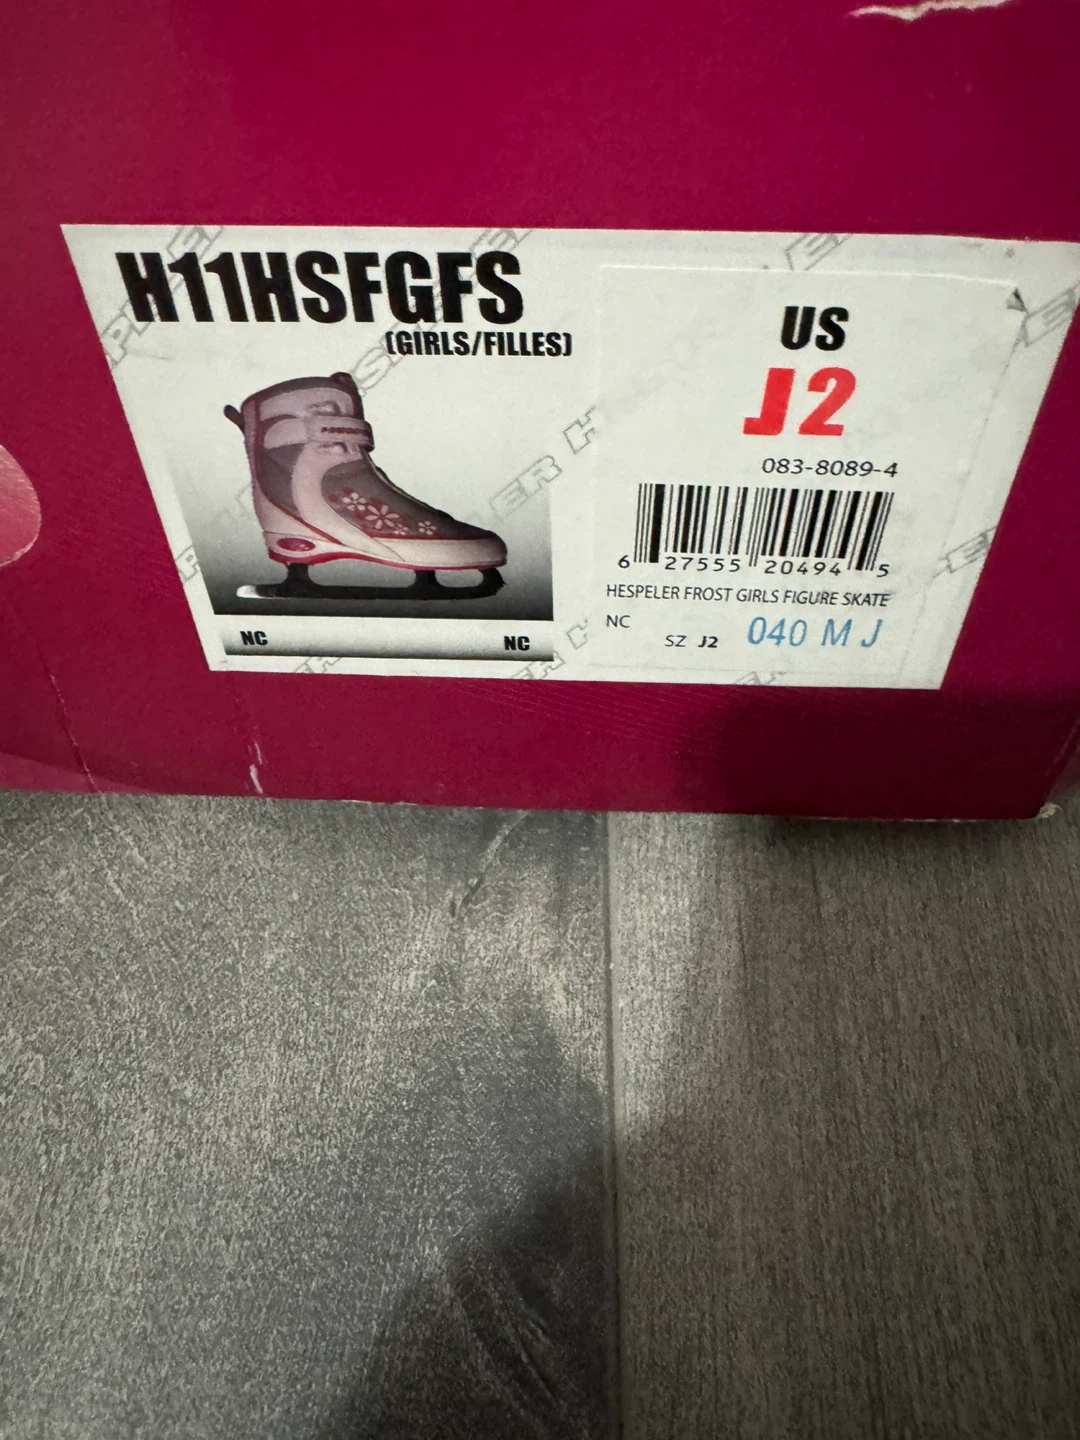 H11HSFGFS
(GIRLS/FILLES)
NC NC
US
J2
083-8089-4
6 27555 20494 5
HESPELER FROST GIRLS FIGURE SKATE
NC
SZ J2 040 M J